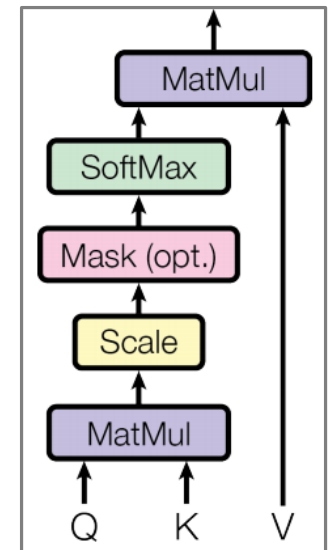 MatMul
SoftMax
Mask (opt.)
Scale
MatMul
Q K V